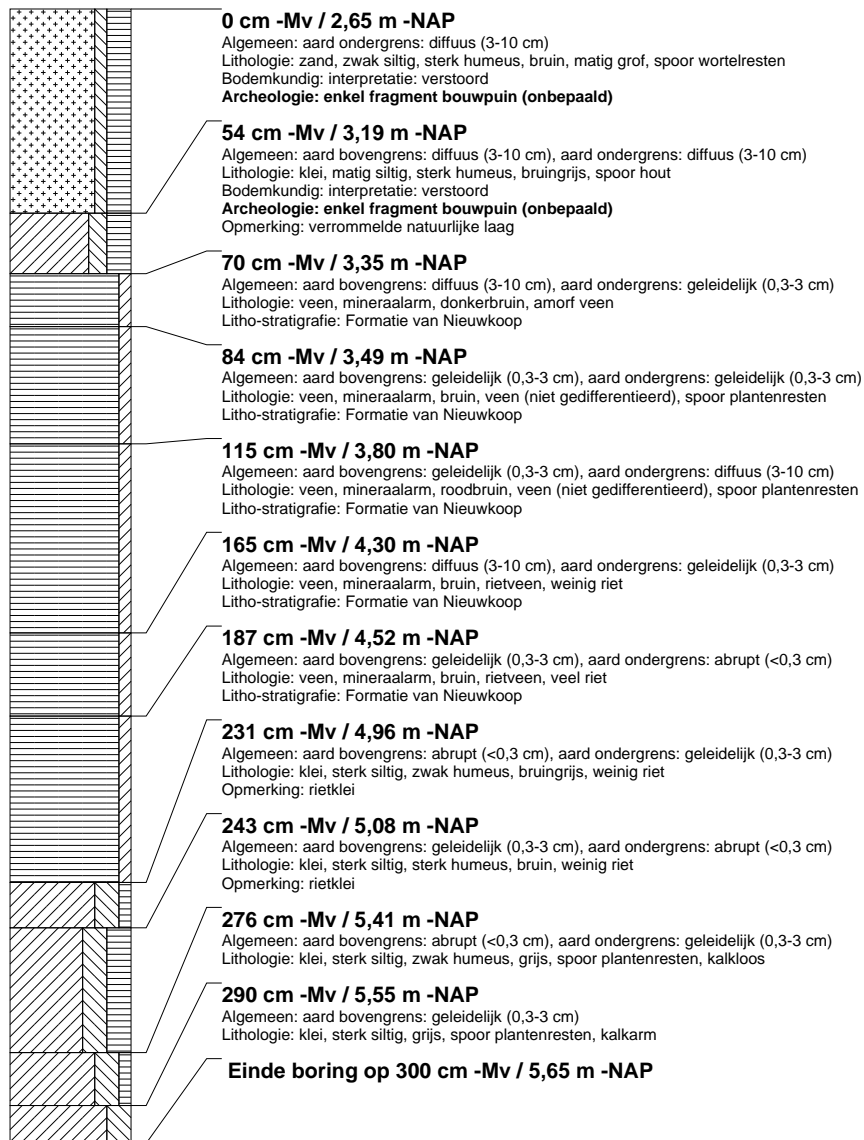 0 cm -Mv / 2,65 m -NAP
Algemeen: aard ondergrens: diffuus (3-10 cm)
Lithologie: zand, zwak siltig, sterk humeus, bruin, matig grof, spoor wortelresten
Bodemkundig: interpretatie: verstoord
Archeologie: enkel fragment bouwpuin (onbepaald)
54 cm -Mv / 3,19 m -NAP
Algemeen: aard bovengrens: diffuus (3-10 cm), aard ondergrens: diffuus (3-10 cm)
Lithologie: klei, matig siltig, sterk humeus, bruingrijs, spoor hout
Bodemkundig: interpretatie: verstoord
Archeologie: enkel fragment bouwpuin (onbepaald)
Opmerking: verrommelde natuurlijke laag
70 cm -Mv / 3,35 m -NAP
Algemeen: aard bovengrens: diffuus (3-10 cm), aard ondergrens: geleidelijk (0,3-3 cm)
Lithologie: veen, mineraalarm, donkerbruin, amorf veen
Litho-stratigrafie: Formatie van Nieuwkoop
84 cm -Mv / 3,49 m -NAP
Algemeen: aard bovengrens: geleidelijk (0,3-3 cm), aard ondergrens: geleidelijk (0,3-3 cm)
Lithologie: veen, mineraalarm, bruin, veen (niet gedifferentieerd), spoor plantenresten
Litho-stratigrafie: Formatie van Nieuwkoop
115 cm -Mv / 3,80 m -NAP
Algemeen: aard bovengrens: geleidelijk (0,3-3 cm), aard ondergrens: diffuus (3-10 cm)
Lithologie: veen, mineraalarm, roodbruin, veen (niet gedifferentieerd), spoor plantenresten
Litho-stratigrafie: Formatie van Nieuwkoop
165 cm -Mv / 4,30 m -NAP
Algemeen: aard bovengrens: diffuus (3-10 cm), aard ondergrens: geleidelijk (0,3-3 cm)
Lithologie: veen, mineraalarm, bruin, rietveen, weinig riet
Litho-stratigrafie: Formatie van Nieuwkoop
187 cm -Mv / 4,52 m -NAP
Algemeen: aard bovengrens: geleidelijk (0,3-3 cm), aard ondergrens: abrupt (<0,3 cm)
Lithologie: veen, mineraalarm, bruin, rietveen, veel riet
Litho-stratigrafie: Formatie van Nieuwkoop
231 cm -Mv / 4,96 m -NAP
Algemeen: aard bovengrens: abrupt (<0,3 cm), aard ondergrens: geleidelijk (0,3-3 cm)
Lithologie: klei, sterk siltig, zwak humeus, bruingrijs, weinig riet
Opmerking: rietklei
243 cm -Mv / 5,08 m -NAP
Algemeen: aard bovengrens: geleidelijk (0,3-3 cm), aard ondergrens: abrupt (<0,3 cm)
Lithologie: klei, sterk siltig, sterk humeus, bruin, weinig riet
Opmerking: rietklei
276 cm -Mv / 5,41 m -NAP
Algemeen: aard bovengrens: abrupt (<0,3 cm), aard ondergrens: geleidelijk (0,3-3 cm)
Lithologie: klei, sterk siltig, zwak humeus, grijs, spoor plantenresten, kalkloos
290 cm -Mv / 5,55 m -NAP
Algemeen: aard bovengrens: geleidelijk (0,3-3 cm)
Lithologie: klei, sterk siltig, grijs, spoor plantenresten, kalkarm
Einde boring op 300 cm -Mv / 5,65 m -NAP